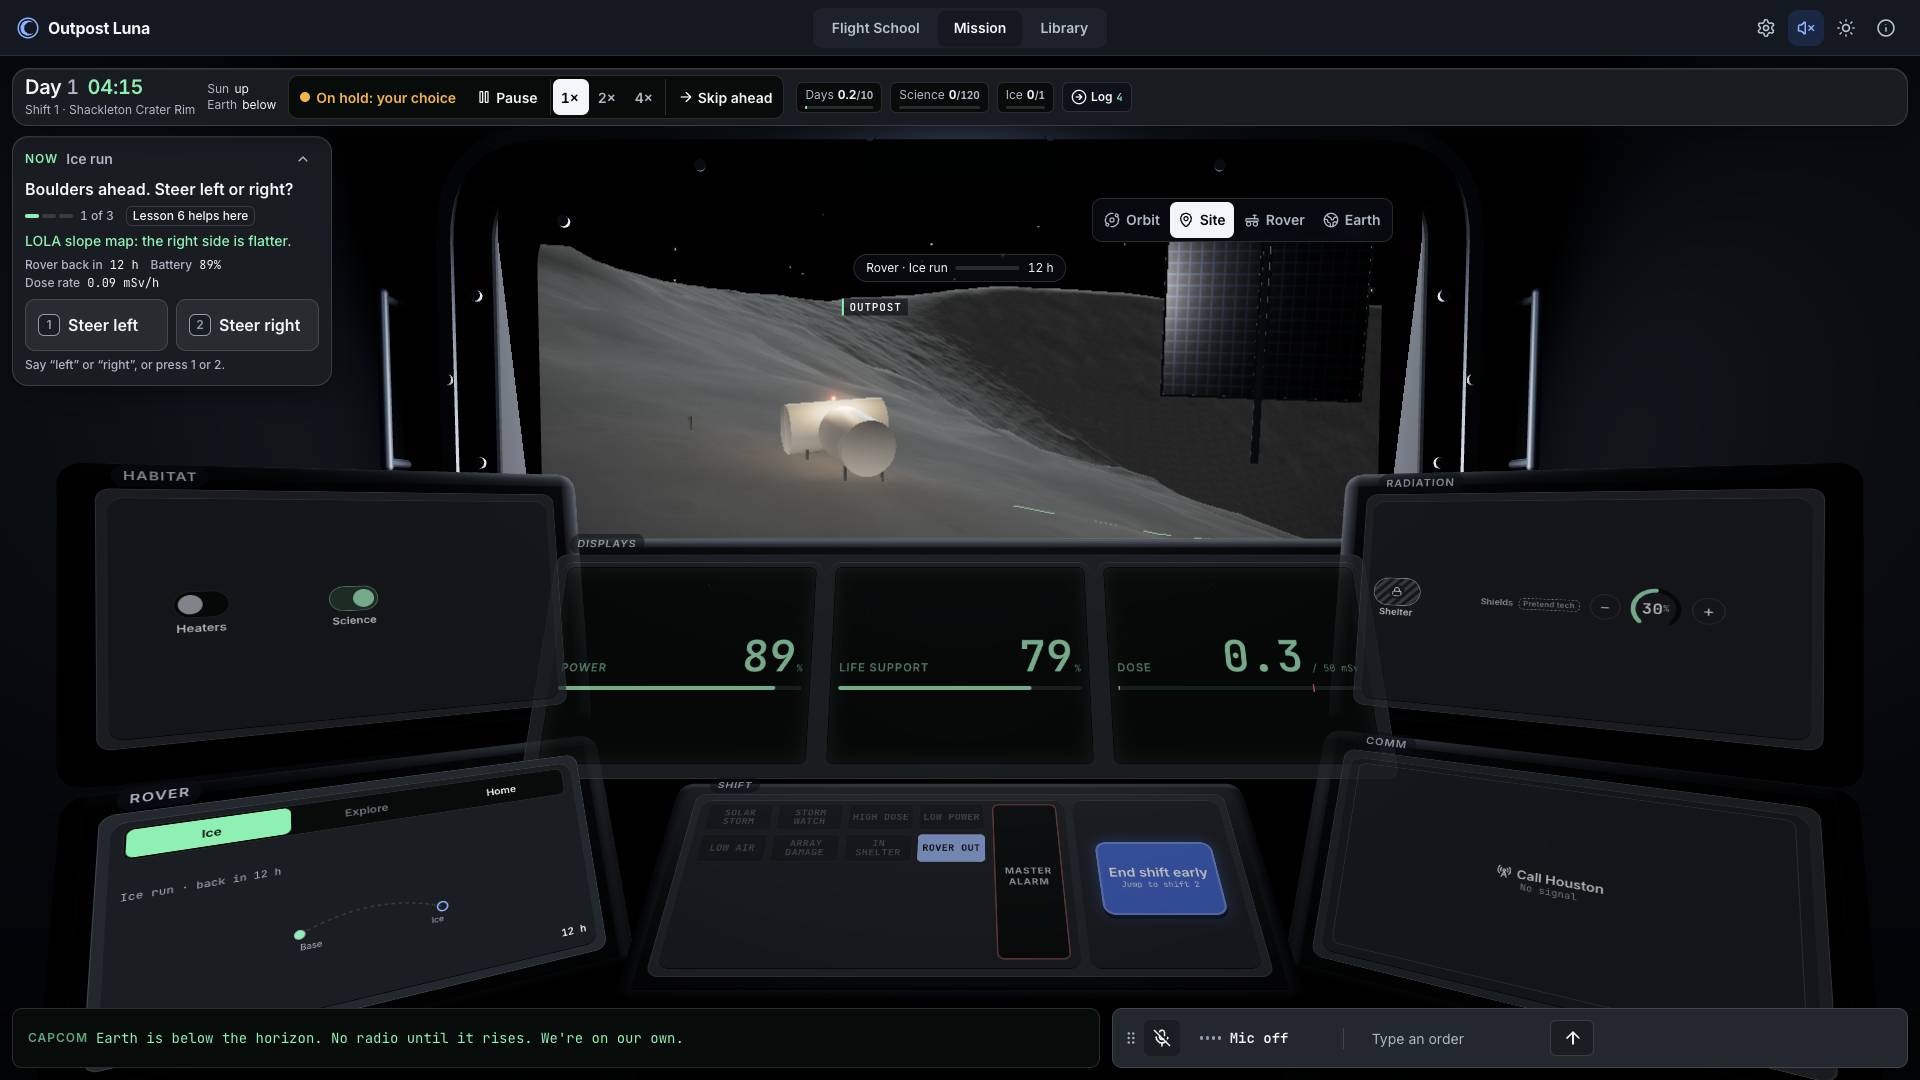 Outpost Luna
Flight School
Mission
Library
Day 1 04:15
Shift 1 · Shackleton Crater Rim
Sun up
Earth below
On hold: your choice
Pause
1×
2×
4×
Skip ahead
Days 0.2/10
Science 0/120
Ice 0/1
Log 4
NOW Ice run
Boulders ahead. Steer left or right?
1 of 3
Lesson 6 helps here
LOLA slope map: the right side is flatter.
Rover back in 12 h Battery 89%
Dose rate 0.09 mSv/h
1 Steer left
2 Steer right
Say “left” or “right”, or press 1 or 2.
Orbit
Site
Rover
Earth
Rover · Ice run 12 h
OUTPOST
HABITAT
Heaters
Science
DISPLAYS
POWER 89%
LIFE SUPPORT 79%
DOSE 0.3 / 50 mSv
RADIATION
Shelter
Shields Pretend tech
−
30%
+
ROVER
Ice
Explore
Home
Ice run · back in 12 h
Base
Ice
12 h
SHIFT
SOLAR STORM
STORM WATCH
HIGH DOSE
LOW POWER
LOW AIR
ARRAY DAMAGE
IN SHELTER
ROVER OUT
MASTER ALARM
End shift early
Jump to shift 2
COMM
Call Houston
No signal
CAPCOM Earth is below the horizon. No radio until it rises. We're on our own.
Mic off
Type an order